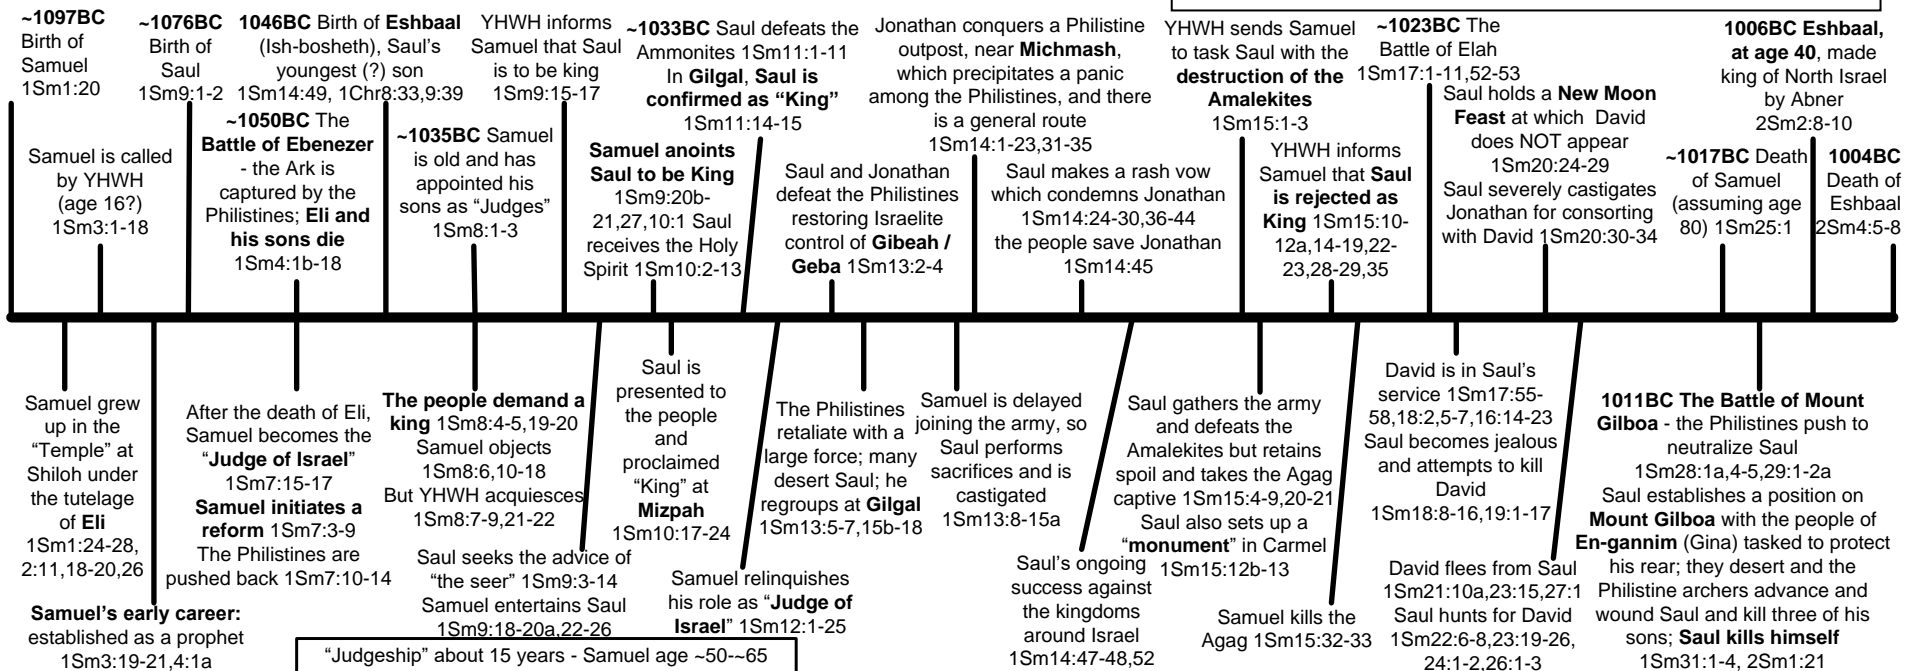 ~1097BC
Birth of
Samuel
1Sm1:20
Samuel is called
by YHWH
(age 16?)
1Sm3:1-18
~1076BC
Birth of
Saul
1Sm9:1-2
1046BC Birth of Eshbaal
(Ish-bosheth), Saul's
youngest (?) son
1Sm14:49, 1Chr8:33,9:39
~1050BC The
Battle of Ebenezer
- the Ark is
captured by the
Philistines; Eli and
his sons die
1Sm4:1b-18
~1035BC Samuel
is old and has
appointed his
sons as “Judges”
1Sm8:1-3
YHWH informs
Samuel that Saul
is to be king
1Sm9:15-17
Samuel anoints
Saul to be King
1Sm9:20b-
21,27,10:1 Saul
receives the Holy
Spirit 1Sm10:2-13
~1033BC Saul defeats the
Ammonites 1Sm11:1-11
In Gilgal, Saul is
confirmed as “King”
1Sm11:14-15
Saul and Jonathan
defeat the Philistines
restoring Israelite
control of Gibeah /
Geba 1Sm13:2-4
Jonathan conquers a Philistine
outpost, near Michmash,
which precipitates a panic
among the Philistines, and there
is a general route
1Sm14:1-23,31-35
Saul makes a rash vow
which condemns Jonathan
1Sm14:24-30,36-44
the people save Jonathan
1Sm14:45
YHWH sends Samuel
to task Saul with the
destruction of the
Amalekites
1Sm15:1-3
YHWH informs
Samuel that Saul
is rejected as
King 1Sm15:10-
12a,14-19,22-
23,28-29,35
~1023BC The
Battle of Elah
1Sm17:1-11,52-53
Saul holds a New Moon
Feast at which David
does NOT appear
1Sm20:24-29
Saul severely castigates
Jonathan for consorting
with David 1Sm20:30-34
~1017BC Death
of Samuel
(assuming age
80) 1Sm25:1
1006BC Eshbaal,
at age 40, made
king of North Israel
by Abner
2Sm2:8-10
1004BC
Death of
Eshbaal
2Sm4:5-8
Samuel grew
up in the
“Temple” at
Shiloh under
the tutelage
of Eli
1Sm1:24-28,
2:11,18-20,26
Samuel's early career:
established as a prophet
1Sm3:19-21,4:1a
After the death of Eli,
Samuel becomes the
“Judge of Israel”
1Sm7:15-17
Samuel initiates a
reform 1Sm7:3-9
The Philistines are
pushed back 1Sm7:10-14
The people demand a
king 1Sm8:4-5,19-20
Samuel objects
1Sm8:6,10-18
But YHWH acquiesces
1Sm8:7-9,21-22
Saul seeks the advice of
“the seer” 1Sm9:3-14
Samuel entertains Saul
1Sm9:18-20a,22-26
“Judgeship” about 15 years - Samuel age ~50-~65
Saul is
presented to
the people
and
proclaimed
“King” at
Mizpah
1Sm10:17-24
Samuel relinquishes
his role as “Judge of
Israel” 1Sm12:1-25
The Philistines
retaliate with a
large force; many
desert Saul; he
regroups at Gilgal
1Sm13:5-7,15b-18
Samuel is delayed
joining the army, so
Saul performs
sacrifices and is
castigated
1Sm13:8-15a
Saul's ongoing
success against
the kingdoms
around Israel
1Sm14:47-48,52
Saul gathers the army
and defeats the
Amalekites but retains
spoil and takes the Agag
captive 1Sm15:4-9,20-21
Saul also sets up a
“monument” in Carmel
1Sm15:12b-13
Samuel kills the
Agag 1Sm15:32-33
David is in Saul's
service 1Sm17:55-
58,18:2,5-7,16:14-23
Saul becomes jealous
and attempts to kill
David
1Sm18:8-16,19:1-17
David flees from Saul
1Sm21:10a,23:15,27:1
Saul hunts for David
1Sm22:6-8,23:19-26,
24:1-2,26:1-3
1011BC The Battle of Mount
Gilboa - the Philistines push to
neutralize Saul
1Sm28:1a,4-5,29:1-2a
Saul establishes a position on
Mount Gilboa with the people of
En-gannim (Gina) tasked to protect
his rear; they desert and the
Philistine archers advance and
wound Saul and kill three of his
sons; Saul kills himself
1Sm31:1-4, 2Sm1:21